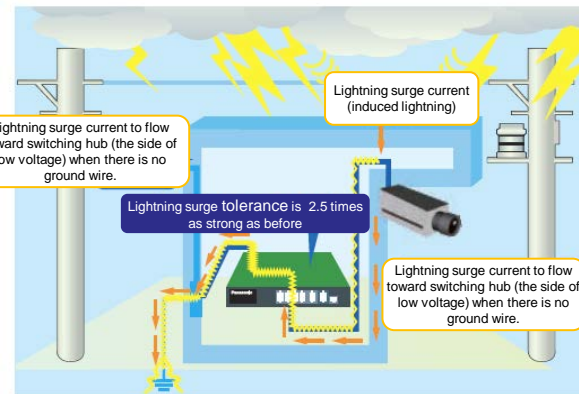 Lightning surge current
(induced lightning)
ightning surge current to flow
oward switching hub (the side of
ow voltage) when there is no
ground wire.
Lightning surge tolerance is 2.5 times
as strong as before
Panasonic
Lightning surge current to flow
toward switching hub (the side of
low voltage) when there is no
ground wire.